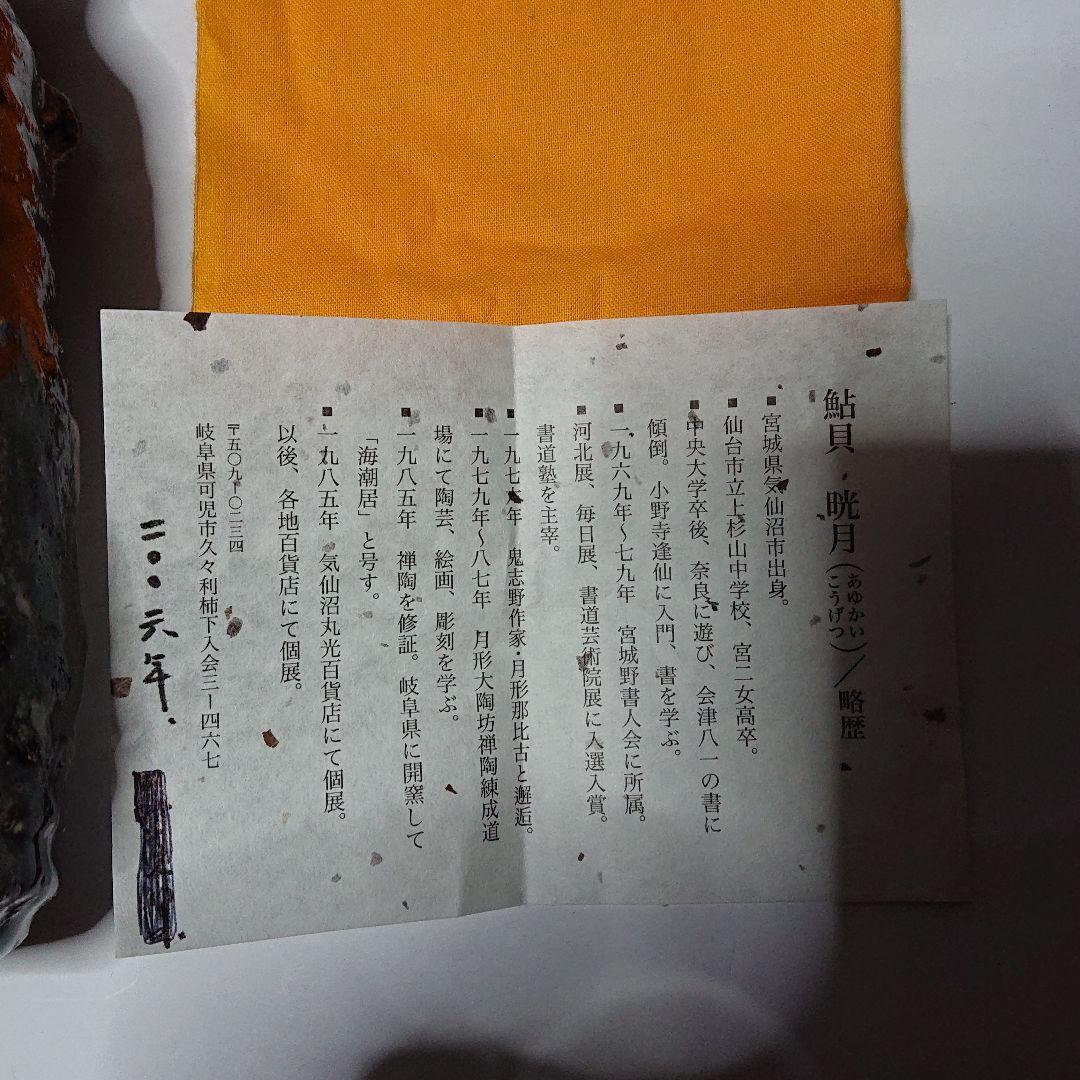 鮎貝 晄月(あゆかい こうげつ)/略歴
■ 宮城県気仙沼市出身。
■ 仙台市立上杉山中学校、宮二女高卒。
■ 中央大学卒後、奈良に遊び、会津八一の書に
傾倒。小野寺逢仙に入門、書を学ぶ。
■ 一九六九年〜七九年 宮城野書人会に所属。
■ 河北展、毎日展、書道芸術院展に入選入賞。
書道塾を主宰。
■ 一九七七年 鬼志野作家・月形那比古と邂逅。
■ 一九七九年〜八七年 月形大陶坊禅陶練成道
場にて陶芸、絵画、彫刻を学ぶ。
■ 一九八五年 禅陶を修証。岐阜県に開窯して
「海潮居」と号す。
■ 一九八五年 気仙沼丸光百貨店にて個展。
以後、各地百貨店にて個展。
〒五〇九-〇二三四
岐阜県可児市久々利柿下入会三-四六七
二〇〇六年、